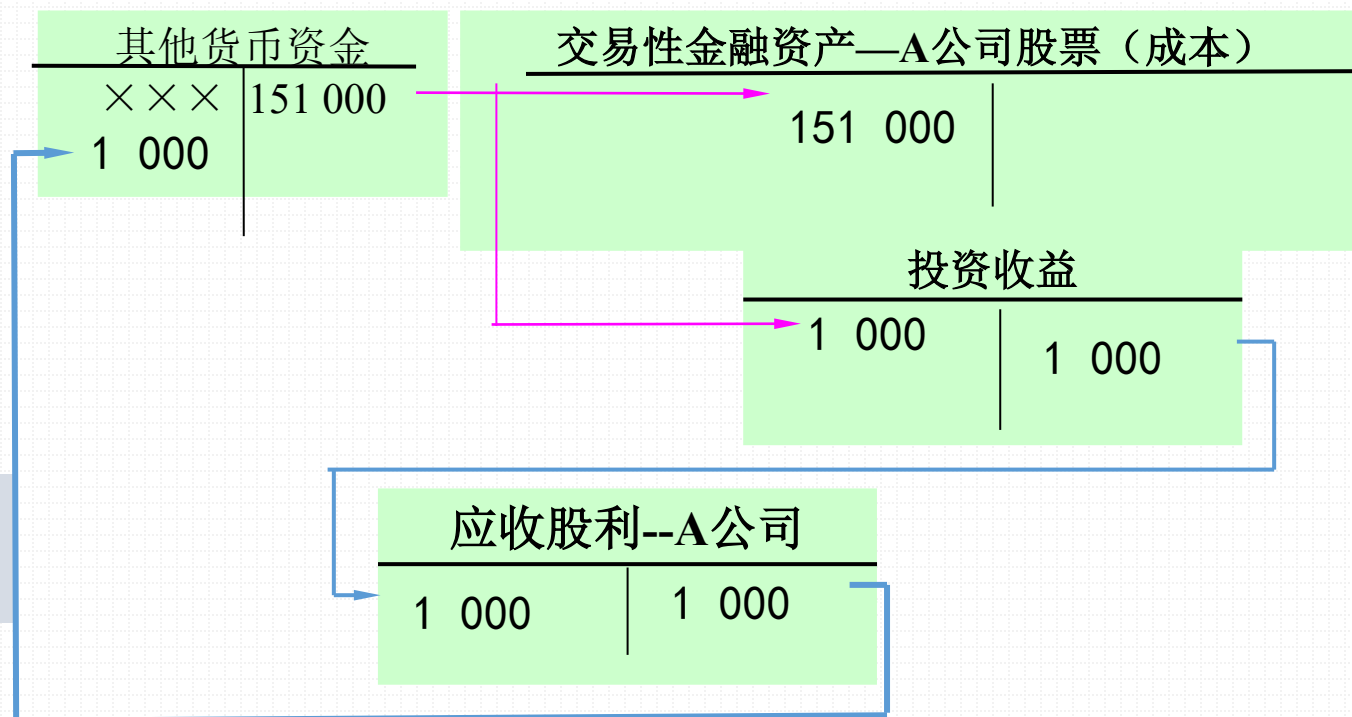 其他货币资金
××× 151 000
1 000
交易性金融资产—A公司股票（成本）
151 000
投资收益
1 000 1 000
应收股利--A公司
1 000 1 000